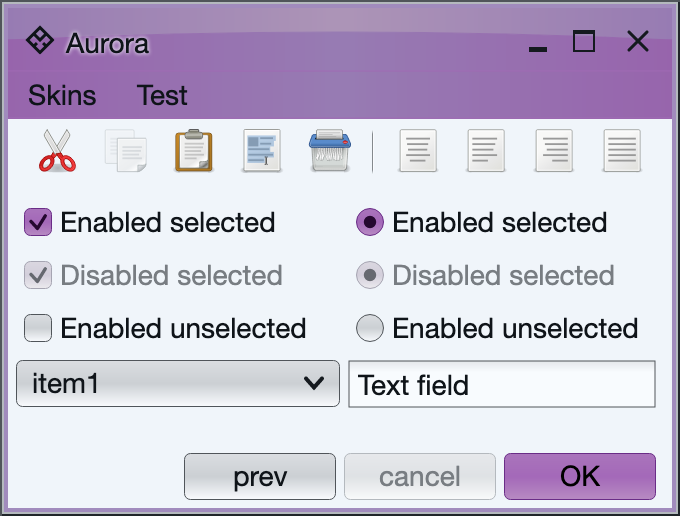 Aurora
Skins Test
Enabled selected Enabled selected
Disabled selected Disabled selected
Enabled unselected Enabled unselected
item1 Text field
prev cancel OK